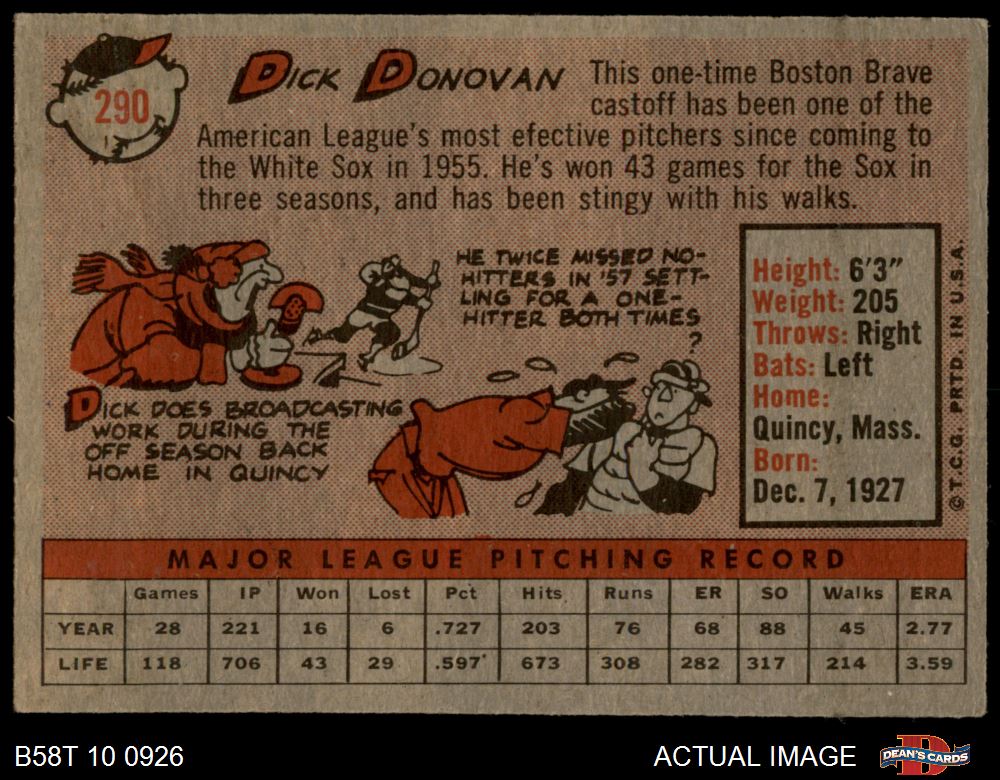 290
DICK DONOVAN
This one-time Boston Brave
castoff has been one of the
American League's most efective pitchers since coming to
the White Sox in 1955. He's won 43 games for the Sox in
three seasons, and has been stingy with his walks.
HE TWICE MISSED NO-
HITTERS IN '57 SETT-
LING FOR A ONE-
HITTER BOTH TIMES
?
DICK DOES BROADCASTING
WORK DURING THE
OFF SEASON BACK
HOME IN QUINCY
Height: 6'3"
Weight: 205
Throws: Right
Bats: Left
Home:
Quincy, Mass.
Born:
Dec. 7, 1927
©T.C.G. PRTD. IN U.S.A.
MAJOR LEAGUE PITCHING RECORD
Games IP Won Lost Pct Hits Runs ER SO Walks ERA
YEAR 28 221 16 6 .727 203 76 68 88 45 2.77
LIFE 118 706 43 29 .597 673 308 282 317 214 3.59
B58T 10 0926
ACTUAL IMAGE
D
DEAN'S CARDS